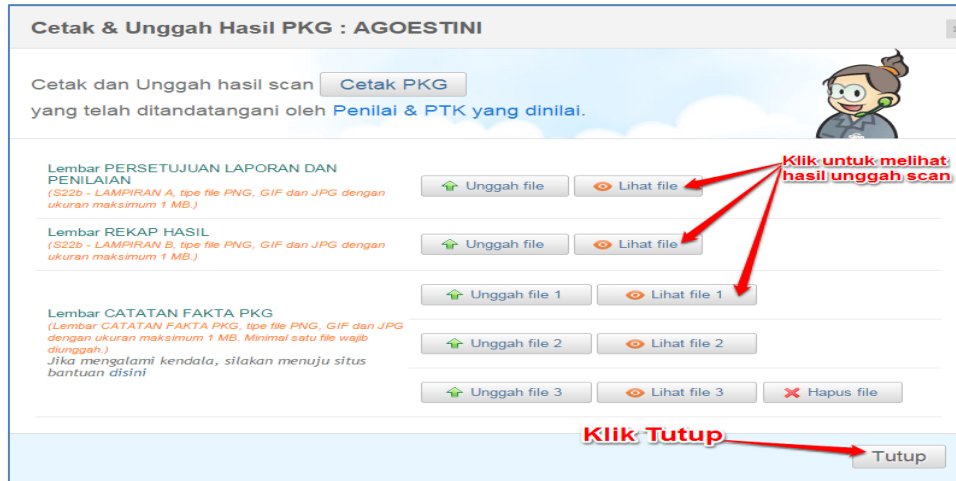 Cetak & Unggah Hasil PKG : AGOESTINI
Cetak dan Unggah hasil scan Cetak PKG
yang telah ditandatangani oleh Penilai & PTK yang dinilai.
Klik untuk melihat
hasil unggah scan
Lembar PERSETUJUAN LAPORAN DAN
PENILAIAN
(S22b - LAMPIRAN A, tipe file PNG, GIF dan JPG dengan
ukuran maksimum 1 MB.)
Unggah file Lihat file
Lembar REKAP HASIL
(S22b - LAMPIRAN B, tipe file PNG, GIF dan JPG dengan
ukuran maksimum 1 MB.)
Unggah file Lihat file
Lembar CATATAN FAKTA PKG
(Lembar CATATAN FAKTA PKG, tipe file PNG, GIF dan JPG
dengan ukuran maksimum 1 MB. Minimal satu file wajib
diunggah.)
Jika mengalami kendala, silakan menuju situs
bantuan disini
Unggah file 1 Lihat file 1
Unggah file 2 Lihat file 2
Unggah file 3 Lihat file 3 Hapus file
Klik Tutup
Tutup